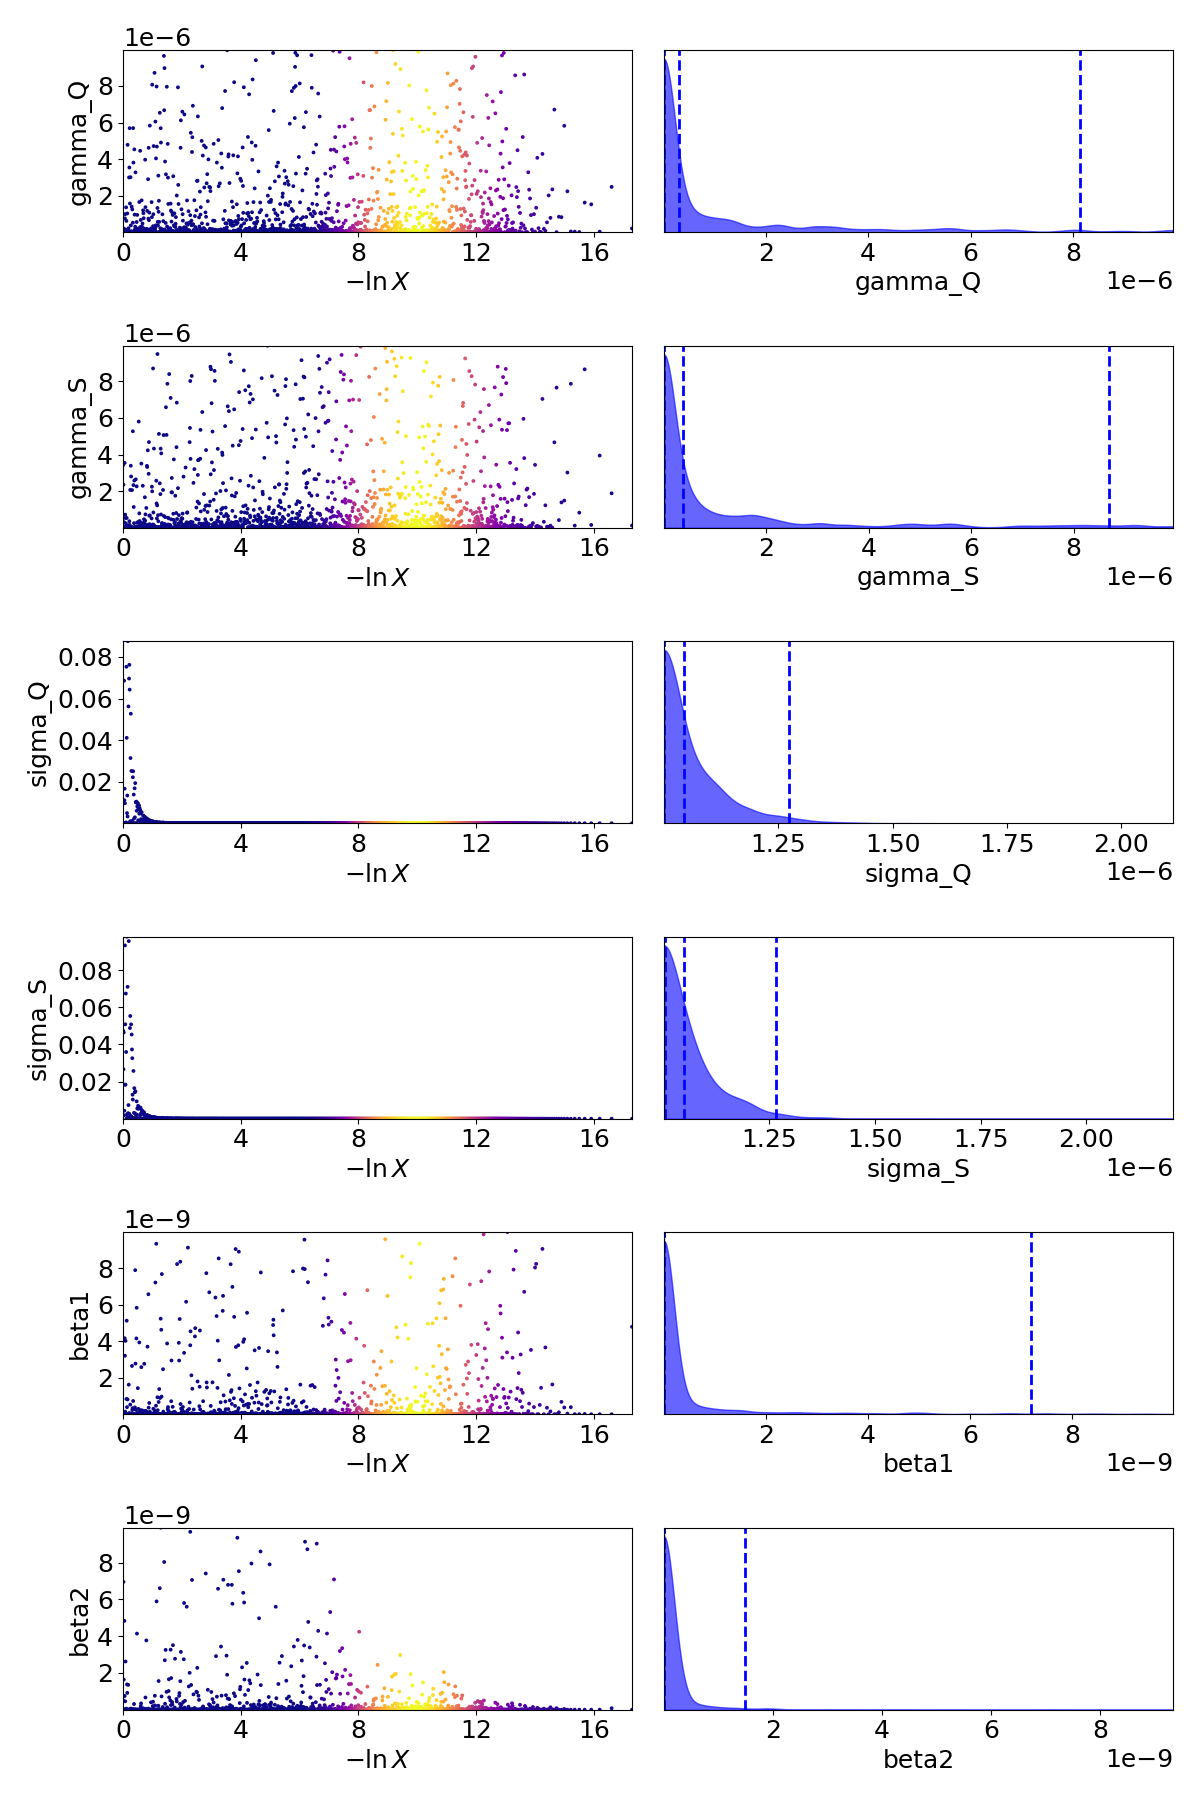 1e−6
gamma_Q
8
6
4
2
0 4 8 12 16
−ln X
2 4 6 8
gamma_Q
1e−6
1e−6
gamma_S
8
6
4
2
0 4 8 12 16
−ln X
2 4 6 8
gamma_S
1e−6
sigma_Q
0.08
0.06
0.04
0.02
0 4 8 12 16
−ln X
1.25 1.50 1.75 2.00
sigma_Q
1e−6
sigma_S
0.08
0.06
0.04
0.02
0 4 8 12 16
−ln X
1.25 1.50 1.75 2.00
sigma_S
1e−6
1e−9
beta1
8
6
4
2
0 4 8 12 16
−ln X
2 4 6 8
beta1
1e−9
1e−9
beta2
8
6
4
2
0 4 8 12 16
−ln X
2 4 6 8
beta2
1e−9